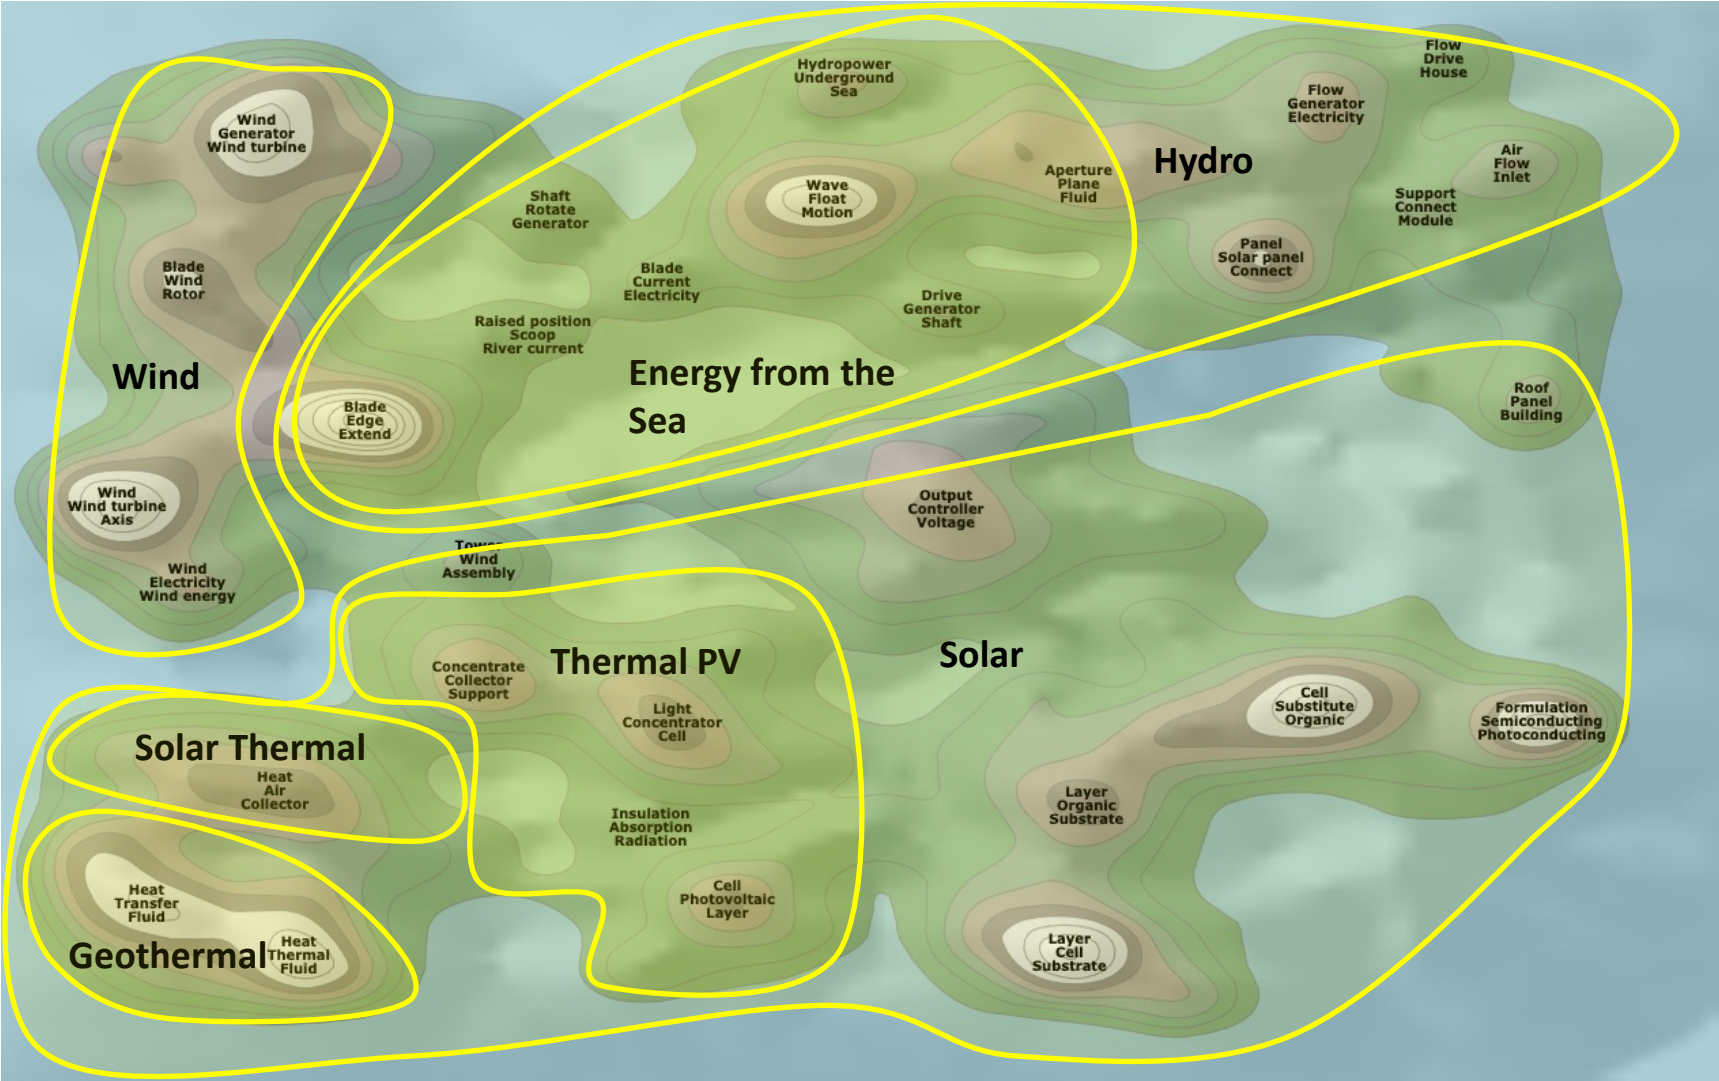 Flow
Drive
House
Hydropower
Underground
Sea
Flow
Generator
Electricity
Wind
Generator
Wind turbine
Hydro
Air
Flow
Inlet
Aperture
Plane
Fluid
Wave
Float
Motion
Support
Connect
Module
Shaft
Rotate
Generator
Panel
Solar panel
Connect
Blade
Wind
Rotor
Blade
Current
Electricity
Drive
Generator
Shaft
Raised position
Scoop
River current
Wind
Energy from the
Sea
Roof
Panel
Building
Blade
Edge
Extend
Wind
Wind turbine
Axis
Output
Controller
Voltage
Tower
Wind
Assembly
Wind
Electricity
Wind energy
Thermal PV
Solar
Concentrate
Collector
Support
Cell
Substitute
Organic
Light
Concentrator
Cell
Formulation
Semiconducting
Photoconducting
Solar Thermal
Heat
Air
Collector
Layer
Organic
Substrate
Insulation
Absorption
Radiation
Cell
Photovoltaic
Layer
Heat
Transfer
Fluid
Geothermal
Heat
Thermal
Fluid
Layer
Cell
Substrate